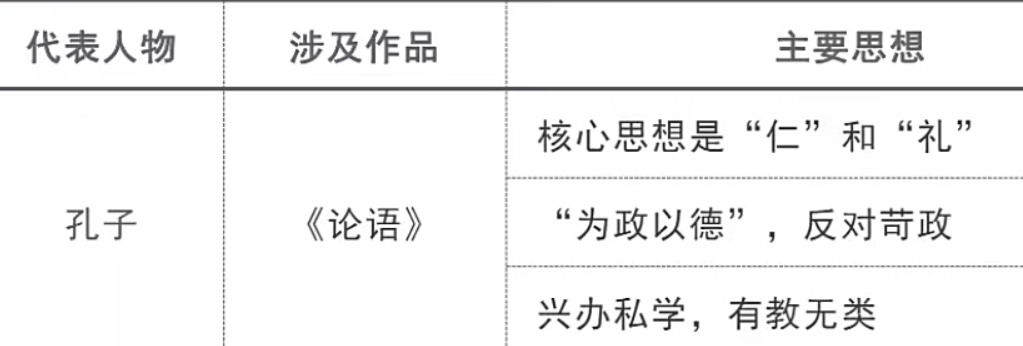 代表人物 涉及作品 主要思想
核心思想是“仁”和“礼”
孔子 《论语》 “为政以德”，反对苛政
兴办私学，有教无类